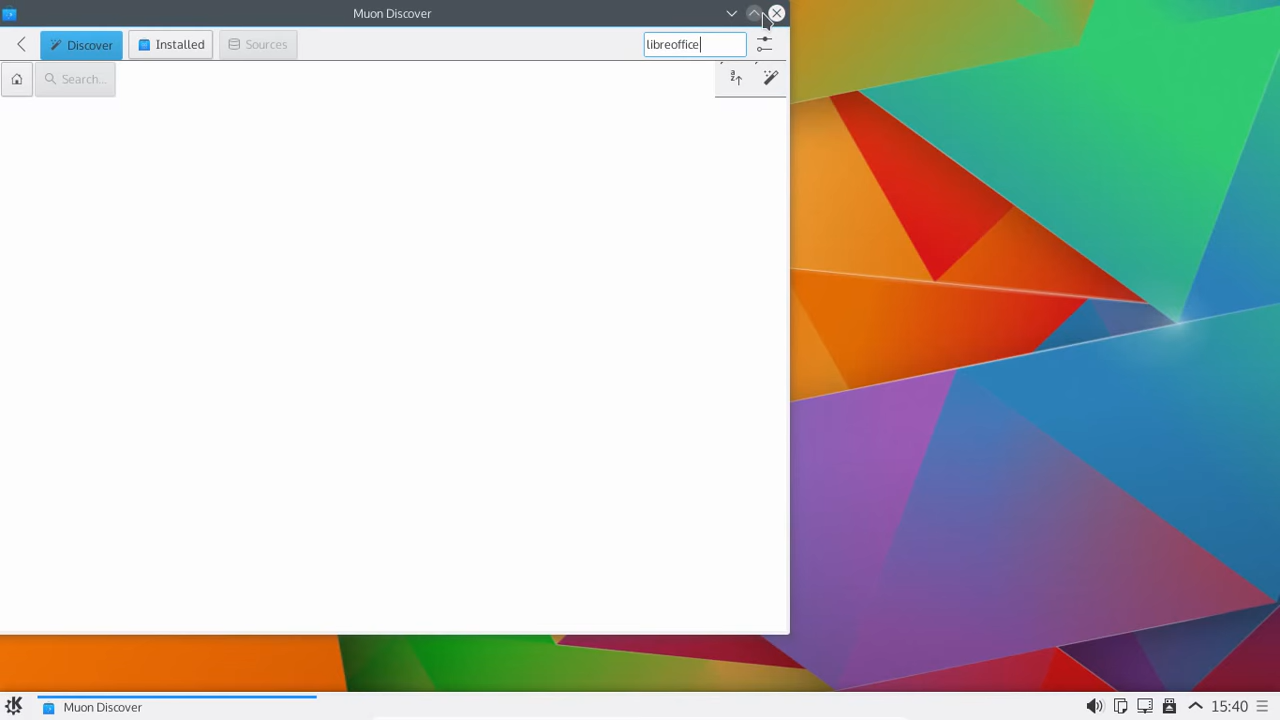 Muon Discover
Discover
Installed
Sources
libreoffice
Search...
Muon Discover
15:40